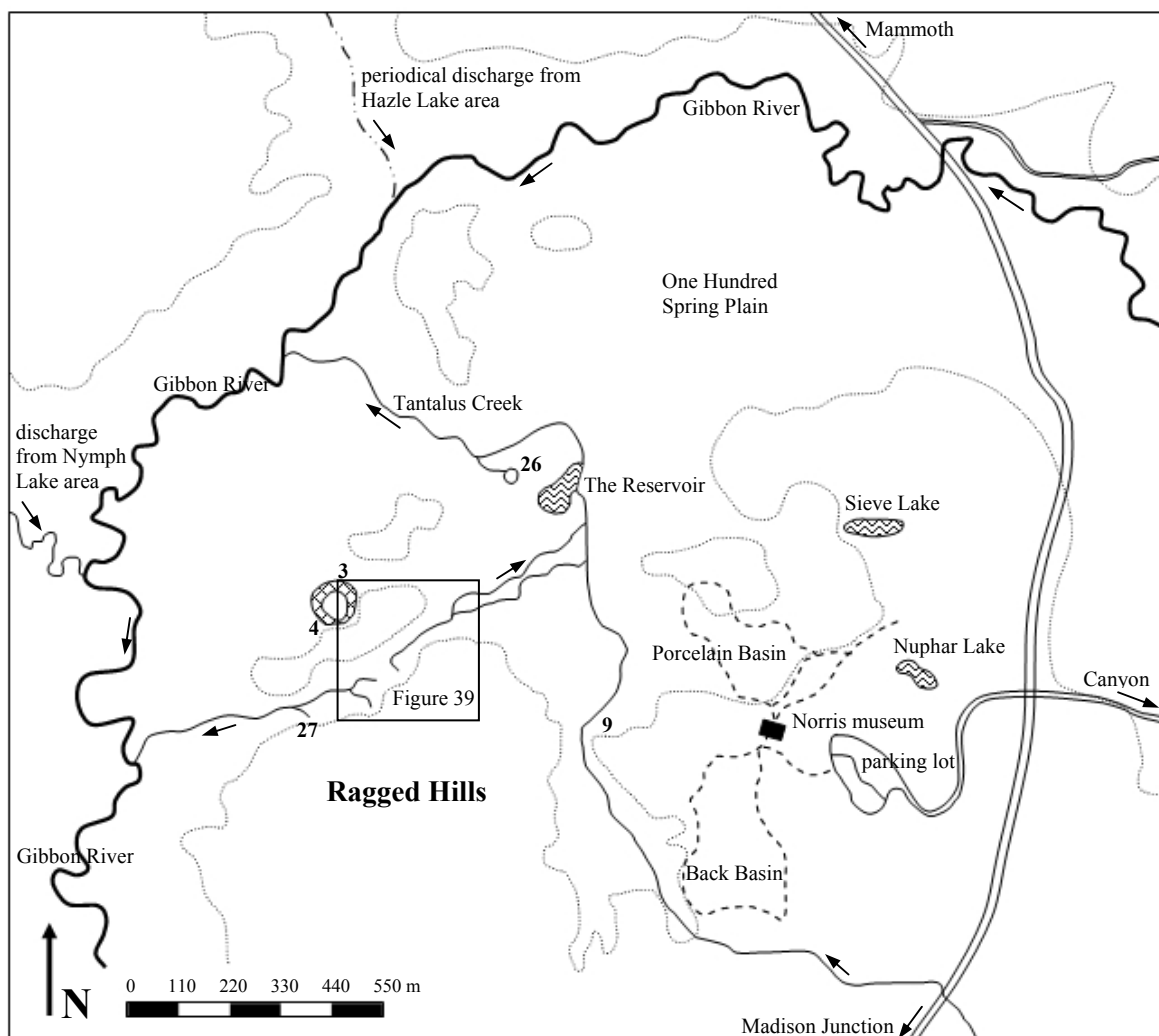 Mammoth
periodical discharge from
Hazle Lake area
Gibbon River
One Hundred
Spring Plain
Gibbon River
Tantalus Creek
discharge
from Nymph
Lake area
26
The Reservoir
Sieve Lake
3
4
Porcelain Basin
Nuphar Lake
Canyon
Figure 39
27
9
Norris museum
parking lot
Ragged Hills
Gibbon River
Back Basin
N
0 110 220 330 440 550 m
Madison Junction